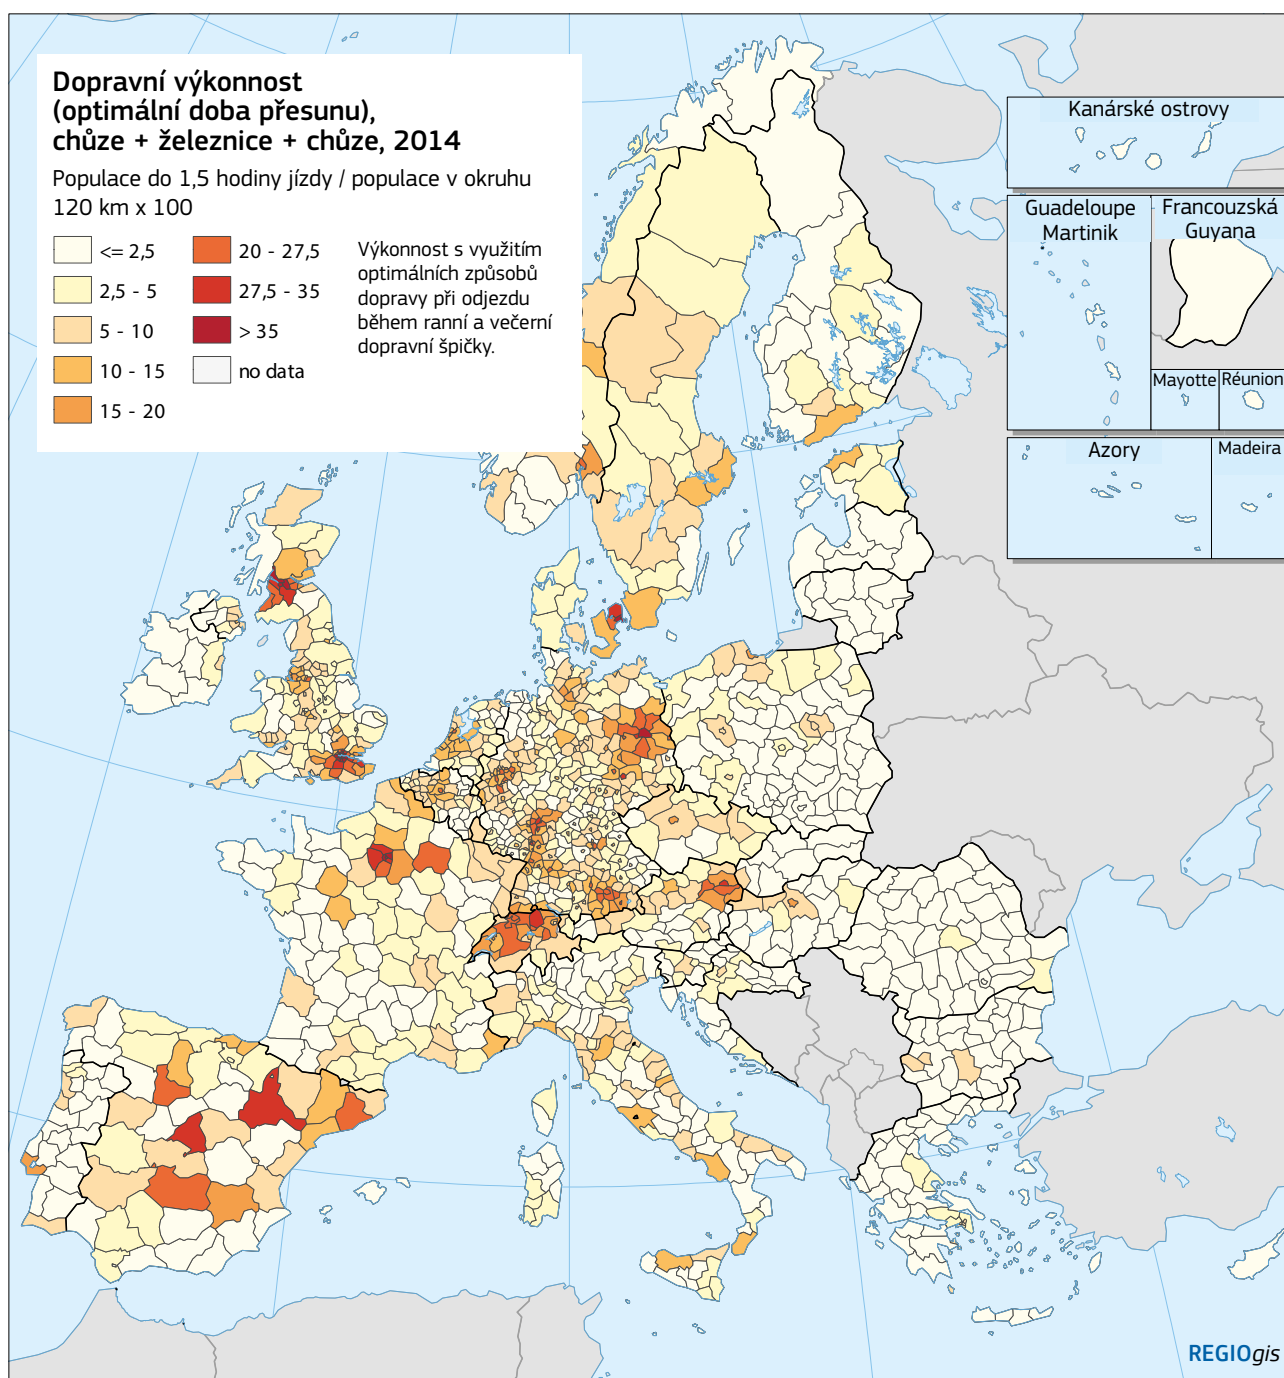 Dopravní výkonnost
(optimální doba přesunu),
chůze + železnice + chůze, 2014
Populace do 1,5 hodiny jízdy / populace v okruhu
120 km x 100
<= 2,5
2,5 - 5
5 - 10
10 - 15
15 - 20
20 - 27,5
27,5 - 35
> 35
no data
Výkonnost s využitím
optimálních způsobů
dopravy při odjezdu
během ranní a večerní
dopravní špičky.
Kanárské ostrovy
Guadeloupe
Martinik
Francouzská
Guyana
Mayotte
Réunion
Azory
Madeira
REGIOgis